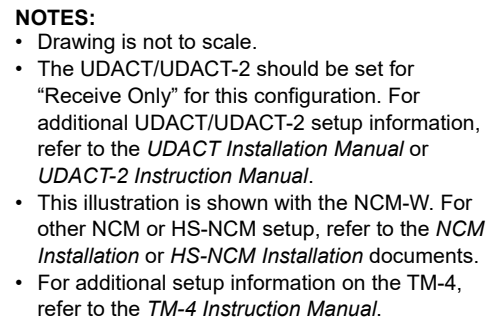 NOTES:
• Drawing is not to scale.
• The UDACT/UDACT-2 should be set for
“Receive Only” for this configuration. For
additional UDACT/UDACT-2 setup information,
refer to the UDACT Installation Manual or
UDACT-2 Instruction Manual.
• This illustration is shown with the NCM-W. For
other NCM or HS-NCM setup, refer to the NCM
Installation or HS-NCM Installation documents.
• For additional setup information on the TM-4,
refer to the TM-4 Instruction Manual.